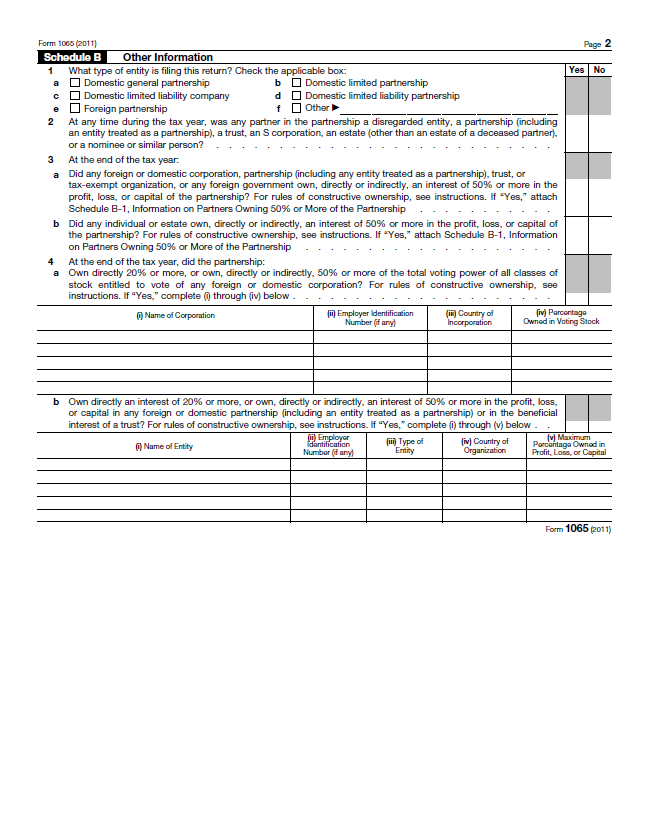 Form 1065 (2011) Page 2
Schedule B Other Information
Yes No
1 What type of entity is filing this return? Check the applicable box:
a Domestic general partnership b Domestic limited partnership
c Domestic limited liability company d Domestic limited liability partnership
e Foreign partnership f Other ▶
2 At any time during the tax year, was any partner in the partnership a disregarded entity, a partnership (including
an entity treated as a partnership), a trust, an S corporation, an estate (other than an estate of a deceased partner),
or a nominee or similar person? . . . . . . . . . . . . . . . . . . . . . . . . .
3 At the end of the tax year:
a Did any foreign or domestic corporation, partnership (including any entity treated as a partnership), trust, or
tax-exempt organization, or any foreign government own, directly or indirectly, an interest of 50% or more in the
profit, loss, or capital of the partnership? For rules of constructive ownership, see instructions. If “Yes,” attach
Schedule B-1, Information on Partners Owning 50% or More of the Partnership . . . . . . . . . . .
b Did any individual or estate own, directly or indirectly, an interest of 50% or more in the profit, loss, or capital of
the partnership? For rules of constructive ownership, see instructions. If “Yes,” attach Schedule B-1, Information
on Partners Owning 50% or More of the Partnership . . . . . . . . . . . . . . . . . . .
4 At the end of the tax year, did the partnership:
a Own directly 20% or more, or own, directly or indirectly, 50% or more of the total voting power of all classes of
stock entitled to vote of any foreign or domestic corporation? For rules of constructive ownership, see
instructions. If “Yes,” complete (i) through (iv) below . . . . . . . . . . . . . . . . . . . .
(i) Name of Corporation (ii) Employer Identification (iii) Country of (iv) Percentage
Number (if any) Incorporation Owned in Voting Stock
b Own directly an interest of 20% or more, or own, directly or indirectly, an interest of 50% or more in the profit, loss,
or capital in any foreign or domestic partnership (including an entity treated as a partnership) or in the beneficial
interest of a trust? For rules of constructive ownership, see instructions. If “Yes,” complete (i) through (v) below . .
(i) Name of Entity (ii) Employer (iii) Type of (iv) Country of (v) Maximum
Identification Entity Organization Percentage Owned in
Number (if any) Profit, Loss, or Capital
Form 1065 (2011)